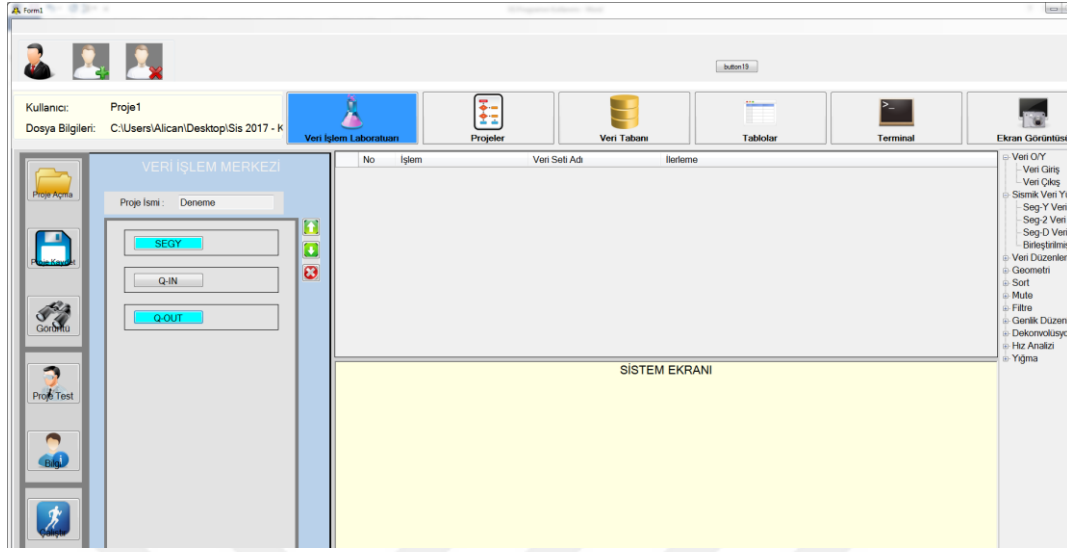 Form1
button19
Kullanıcı: Proje1
Dosya Bilgileri: C:\Users\Alican\Desktop\Sis 2017 - K
Veri İşlem Laboratuarı
Projeler
Veri Tabanı
Tablolar
Terminal
Ekran Görüntüsü
Proje Açma
Proje Kaydet
Görüntü
Proje Test
Bilgi
Çalıştır
VERİ İŞLEM MERKEZİ
Proje İsmi : Deneme
SEGY
Q-IN
Q-OUT
No İşlem Veri Seti Adı İlerleme
SİSTEM EKRANI
Veri O/Y
Veri Giriş
Veri Çıkış
Sismik Veri Yü
Seg-Y Veri
Seg-2 Veri
Seg-D Veri
Birleştirilmiş
Veri Düzenlem
Geometri
Sort
Mute
Filtre
Genlik Düzen
Dekonvolüsyo
Hız Analizi
Yığma